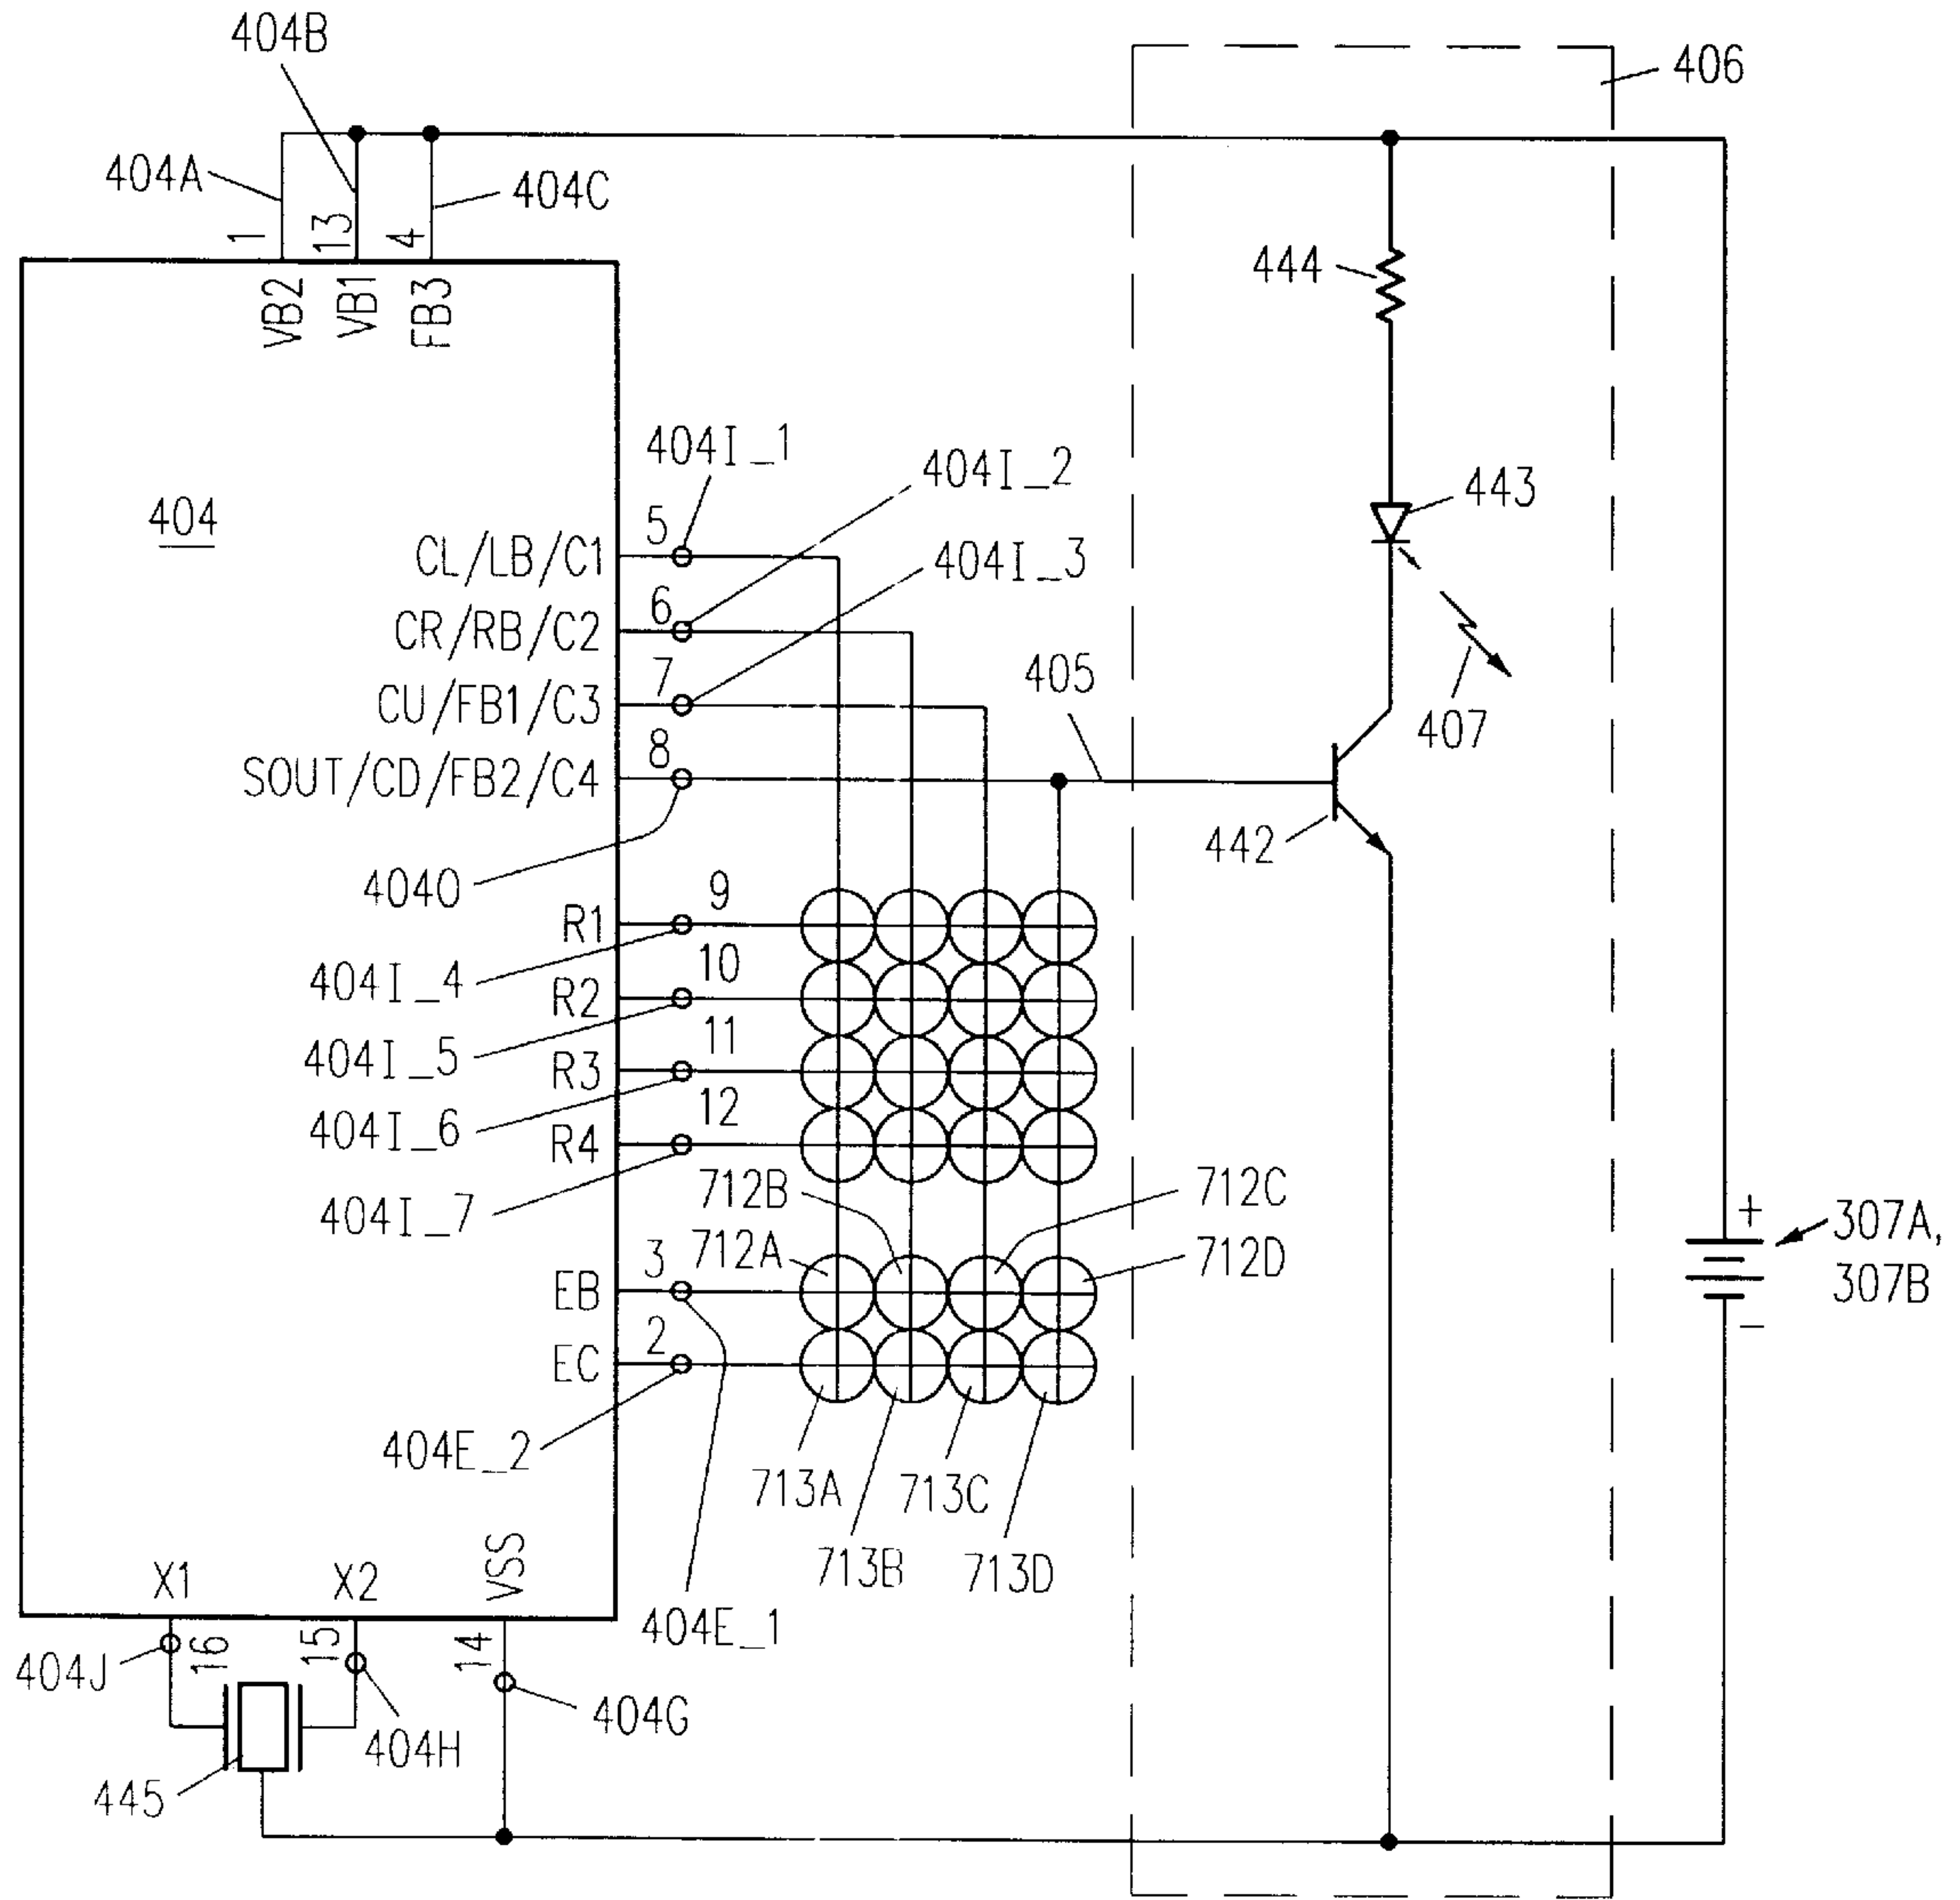 404B
406
404A
404C
1
13
4
VB2
VB1
FB3
444
404I_1
404I_2
443
404
5
CL/LB/C1
404I_3
6
CR/RB/C2
7
405
CU/FB1/C3
407
8
SOUT/CD/FB2/C4
442
4040
9
R1
10
404I_4
R2
11
404I_5
R3
12
404I_6
R4
712B
712C
404I_7
+
307A,
712A
712D
3
EB
307B
2
-
EC
404E_2
713A
713C
713B
713D
X1
X2
VSS
404E_1
16
15
14
404J
404G
404H
445